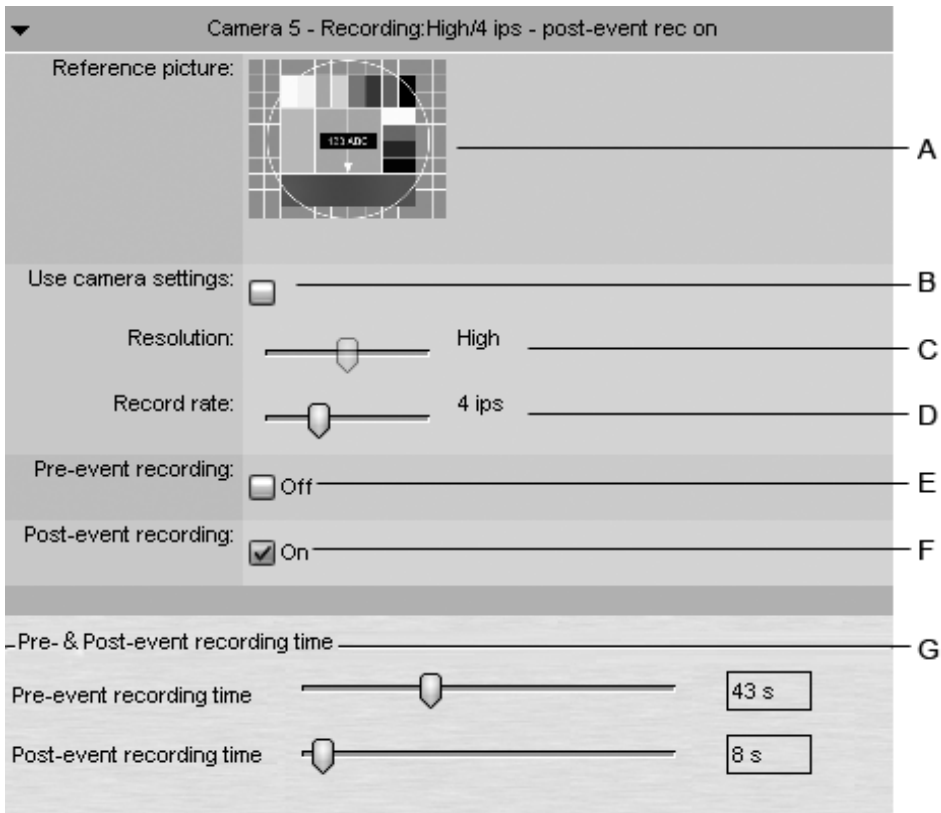 Camera 5 - Recording:High/4 ips - post-event rec on
Reference picture:
123 ABC
A
Use camera settings:
B
Resolution: High
C
Record rate: 4 ips
D
Pre-event recording: Off
E
Post-event recording: On
F
Pre- & Post-event recording time
G
Pre-event recording time 43 s
Post-event recording time 8 s